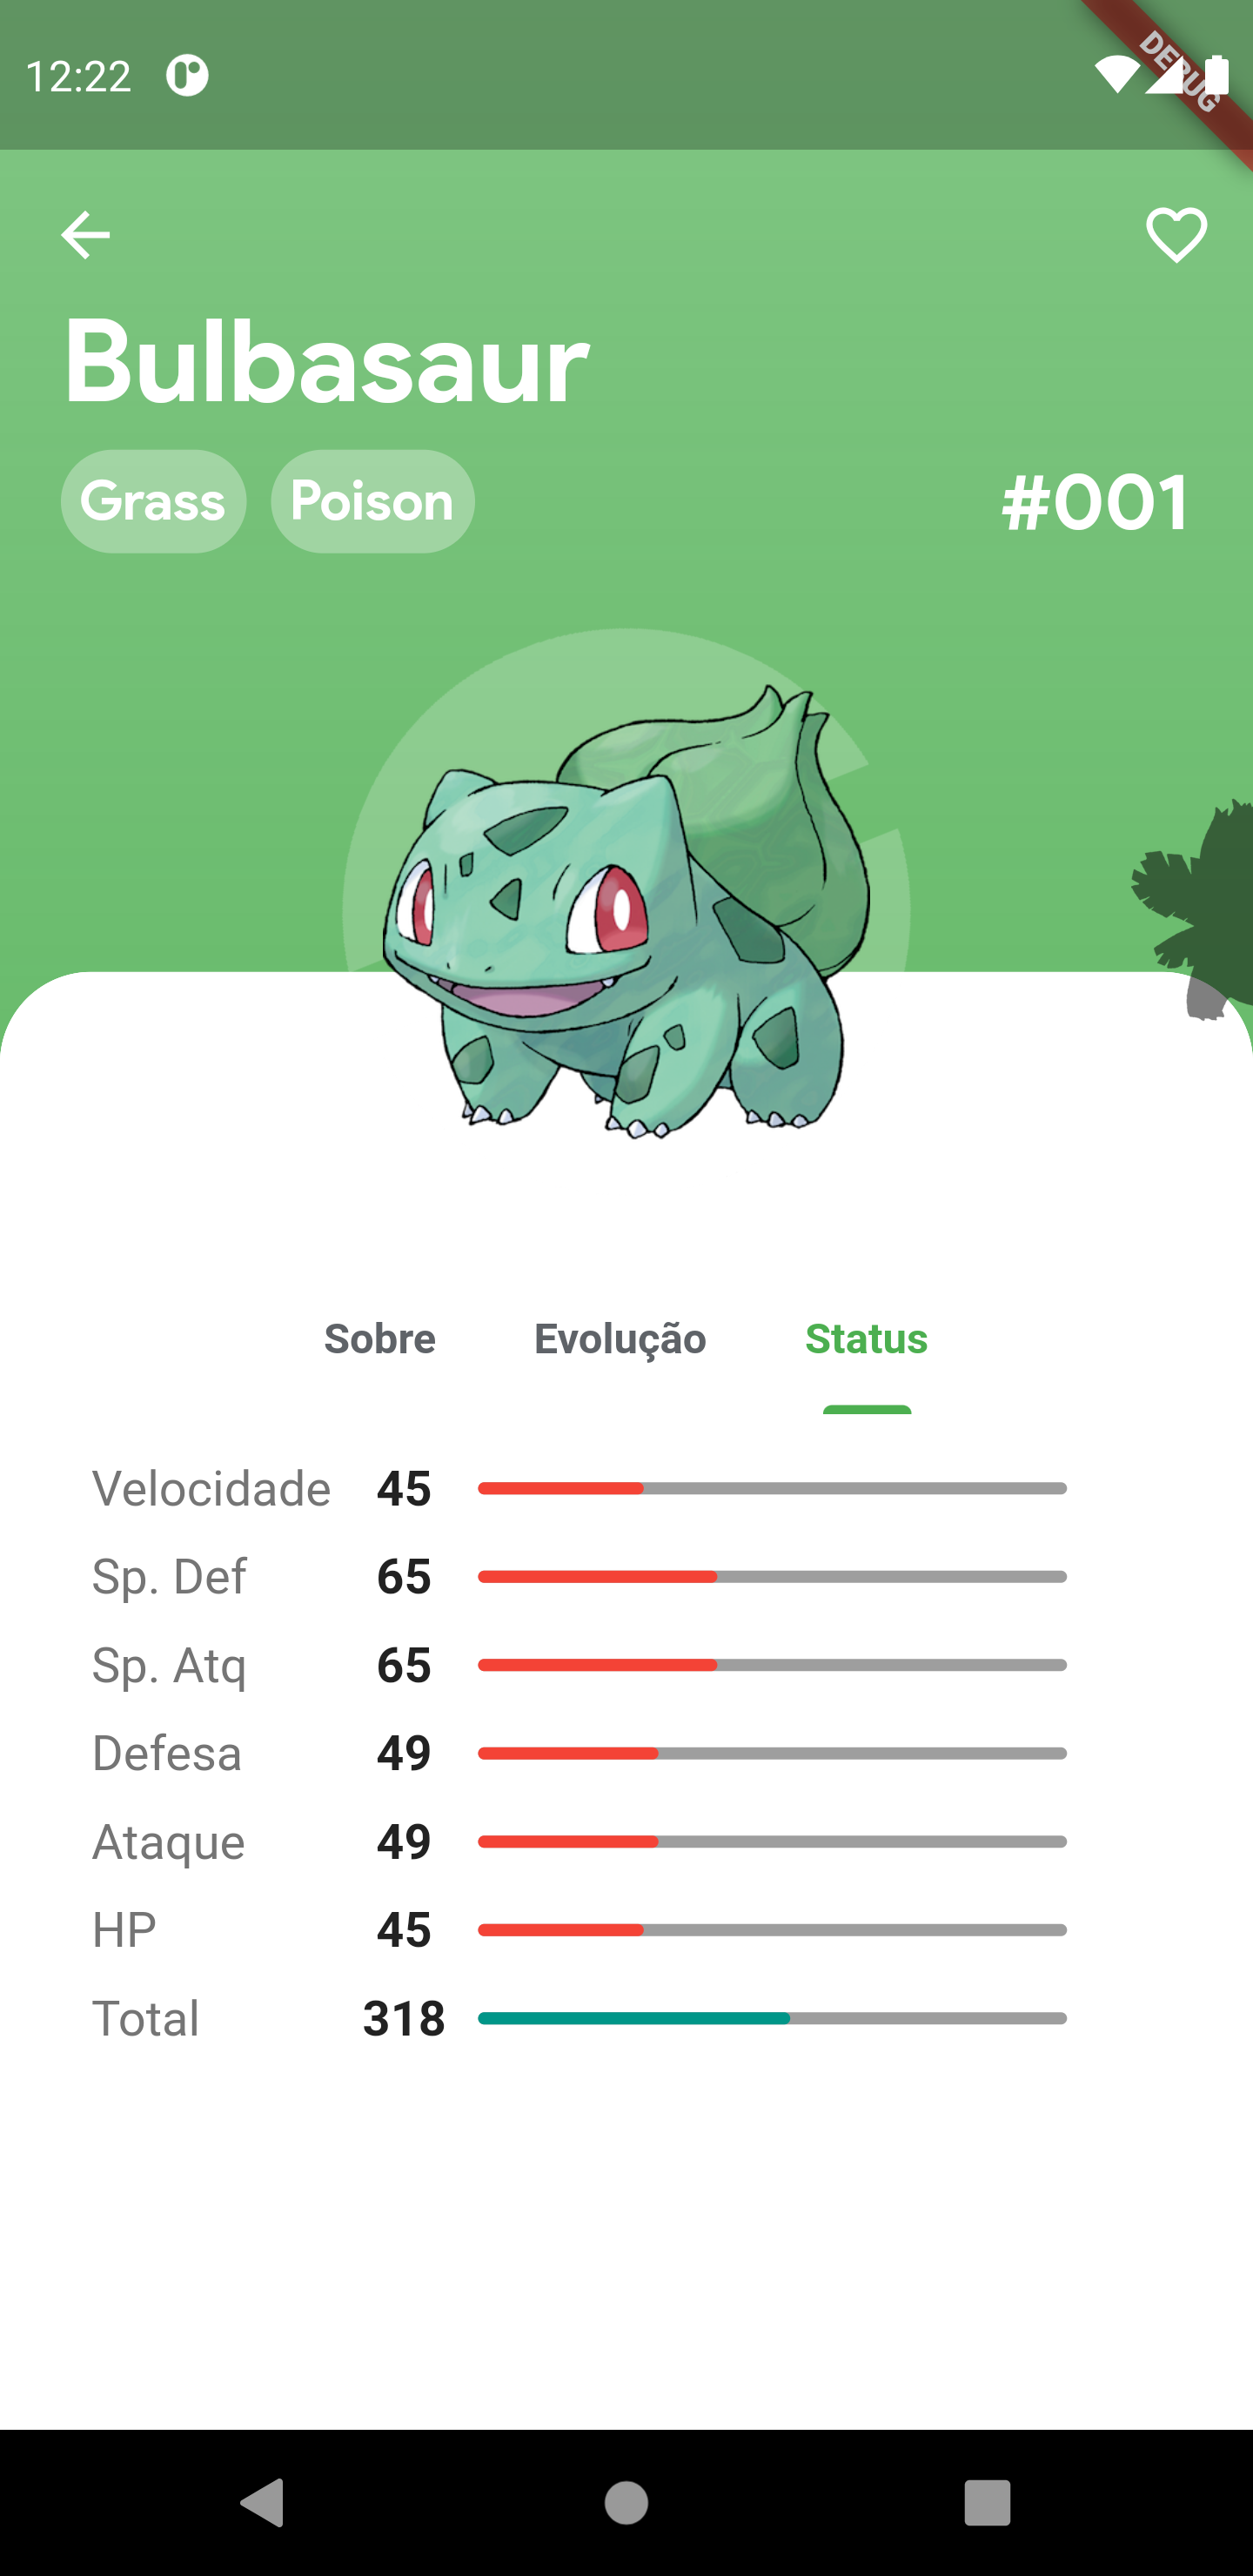 12:22
DEBUG
Bulbasaur
Grass Poison #001
Sobre Evolução Status
Velocidade 45
Sp. Def 65
Sp. Atq 65
Defesa 49
Ataque 49
HP 45
Total 318